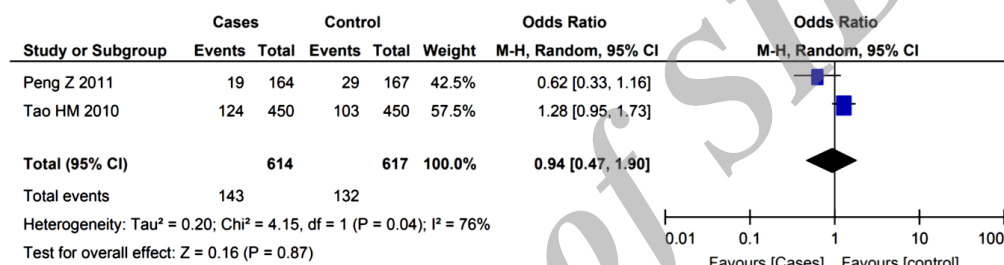 Cases Control Odds Ratio Odds Ratio
Study or Subgroup Events Total Events Total Weight M-H, Random, 95% CI M-H, Random, 95% CI
Peng Z 2011 19 164 29 167 42.5% 0.62 [0.33, 1.16]
Tao HM 2010 124 450 103 450 57.5% 1.28 [0.95, 1.73]
Total (95% CI) 614 617 100.0% 0.94 [0.47, 1.90]
Total events 143 132
Heterogeneity: Tau² = 0.20; Chi² = 4.15, df = 1 (P = 0.04); I² = 76%
Test for overall effect: Z = 0.16 (P = 0.87)
0.01 0.1 1 10 100
Favours [Cases] Favours [control]
of